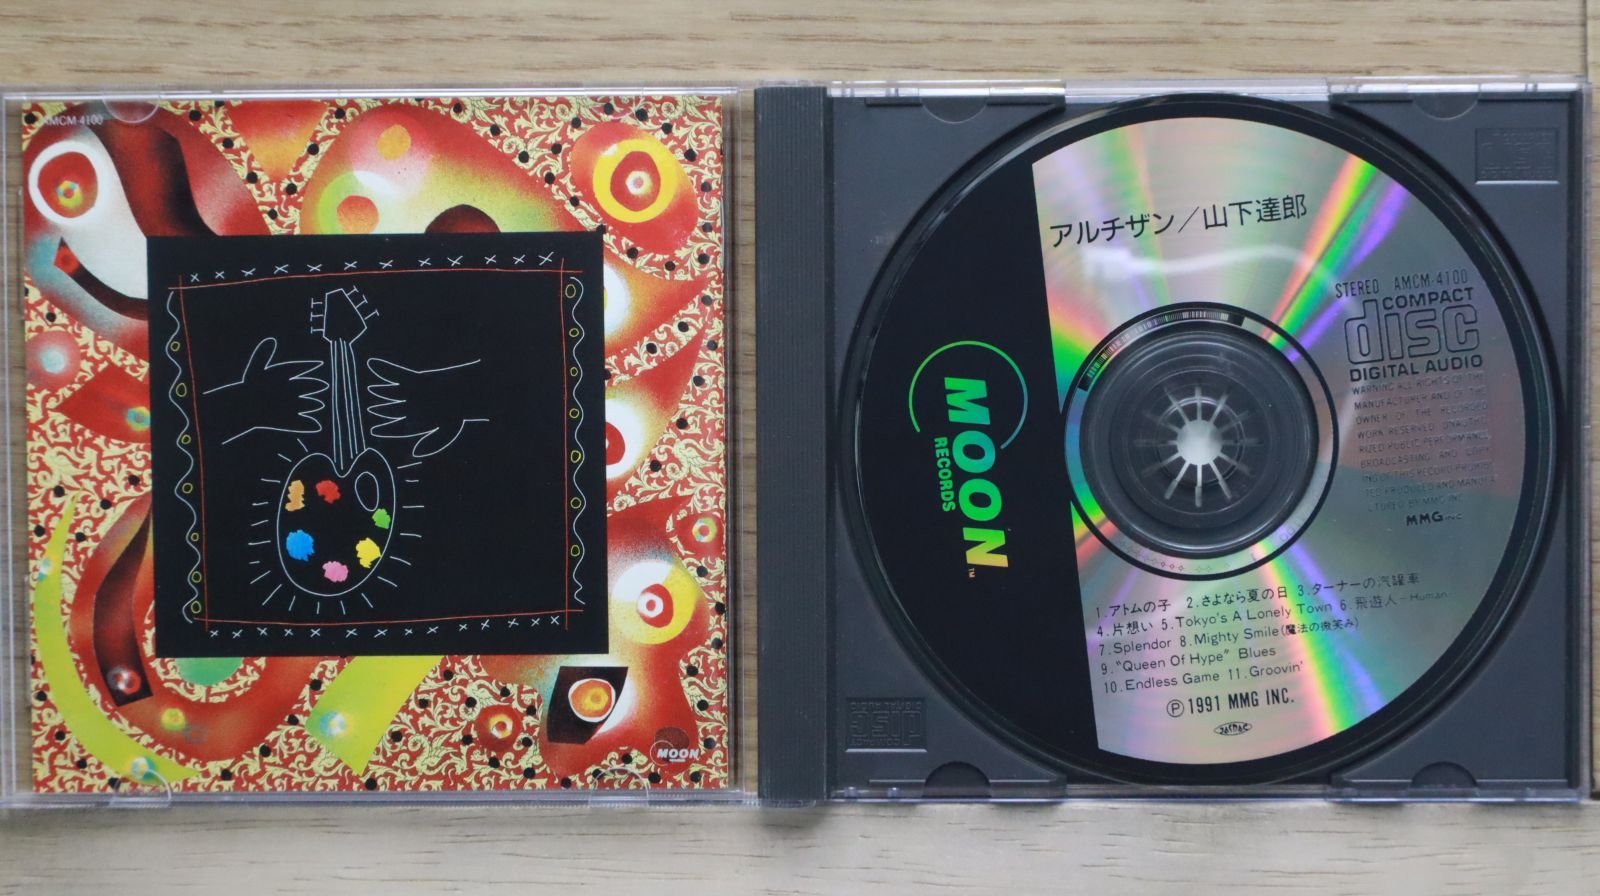 AMCM-4100
MOON
アルチザン／山下達郎
STEREO AMCM-4100
COMPACT
disc
DIGITAL AUDIO
WARNING ALL RIGHTS OF THE
MANUFACTURER AND OF THE
OWNER OF THE RECORDED
WORK RESERVED UNAUTHO-
RIZED PUBLIC PERFORMANCE
BROADCASTING AND COPY-
ING OF THIS RECORD PROHIBI-
TED PRODUCED AND MANUFA-
CTURED BY MMG INC
MMG INC
MOON
RECORDS
TM
1.アトムの子 2.さよなら夏の日 3.ターナーの汽罐車
4.片想い 5.Tokyo's A Lonely Town 6.飛遊人-Human-
7.Splendor 8.Mighty Smile(魔法の微笑み)
9."Queen Of Hype" Blues
10.Endless Game 11.Groovin'
Ⓟ1991 MMG INC.